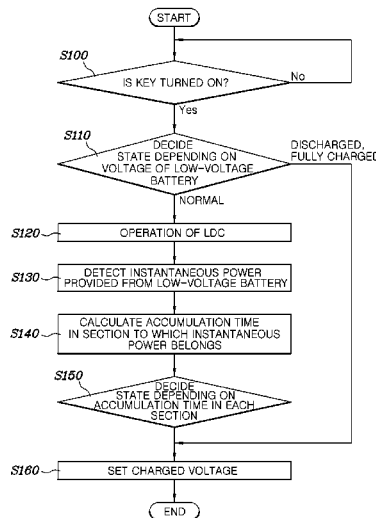 START
S100
IS KEY TURNED ON?
No
Yes
S110
DECIDE
STATE DEPENDING ON
VOLTAGE OF LOW-VOLTAGE
BATTERY
DISCHARGED,
FULLY CHARGED
NORMAL
S120
OPERATION OF LDC
S130
DETECT INSTANTANEOUS POWER
PROVIDED FROM LOW-VOLTAGE BATTERY
S140
CALCULATE ACCUMULATION TIME
IN SECTION TO WHICH INSTANTANEOUS
POWER BELONGS
S150
DECIDE
STATE DEPENDING ON
ACCUMULATION TIME IN EACH
SECTION
S160
SET CHARGED VOLTAGE
END